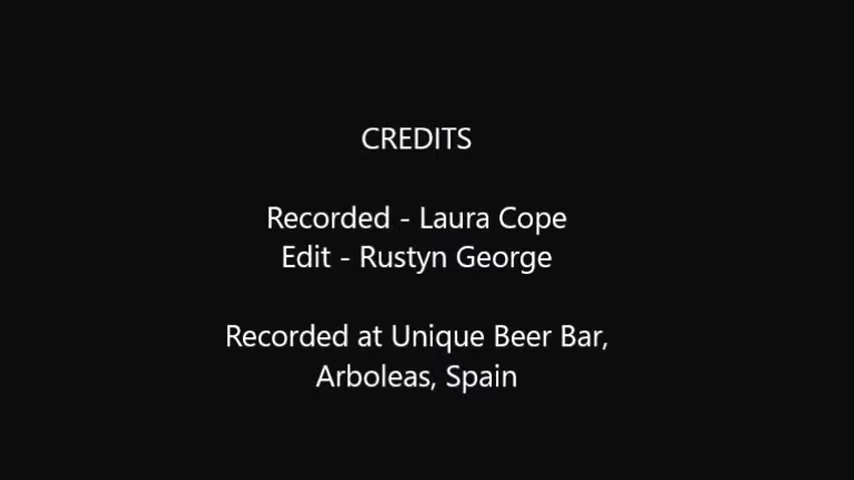 CREDITS
Recorded - Laura Cope
Edit - Rustyn George
Recorded at Unique Beer Bar,
Arboleas, Spain